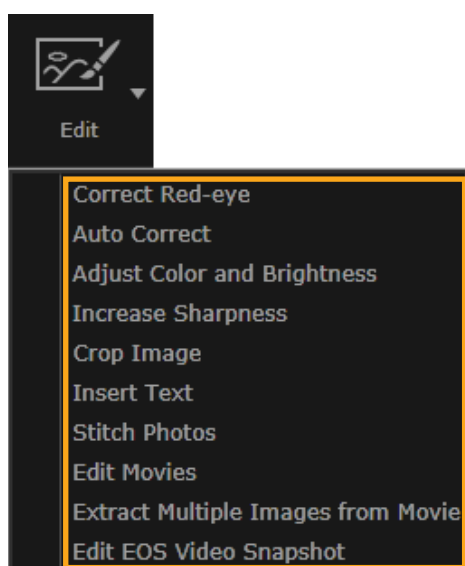 Edit
Correct Red-eye
Auto Correct
Adjust Color and Brightness
Increase Sharpness
Crop Image
Insert Text
Stitch Photos
Edit Movies
Extract Multiple Images from Movie
Edit EOS Video Snapshot